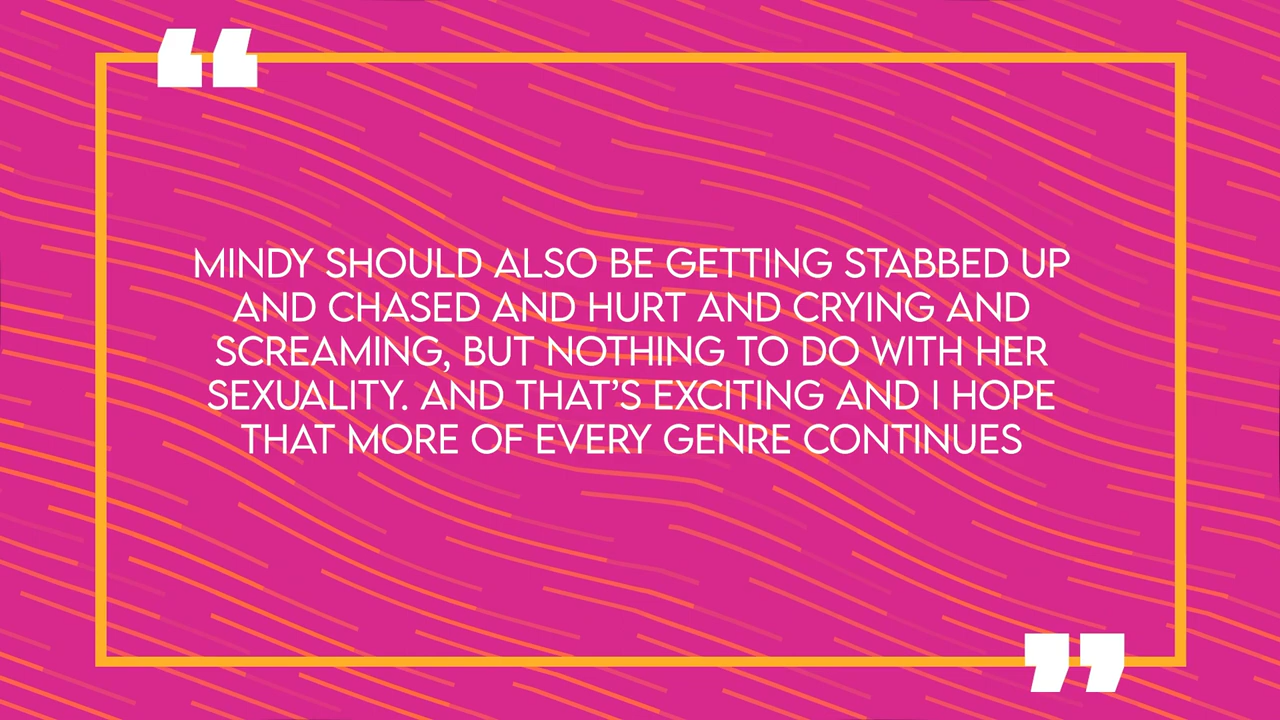 “
MINDY SHOULD ALSO BE GETTING STABBED UP
AND CHASED AND HURT AND CRYING AND
SCREAMING, BUT NOTHING TO DO WITH HER
SEXUALITY. AND THAT’S EXCITING AND I HOPE
THAT MORE OF EVERY GENRE CONTINUES
”